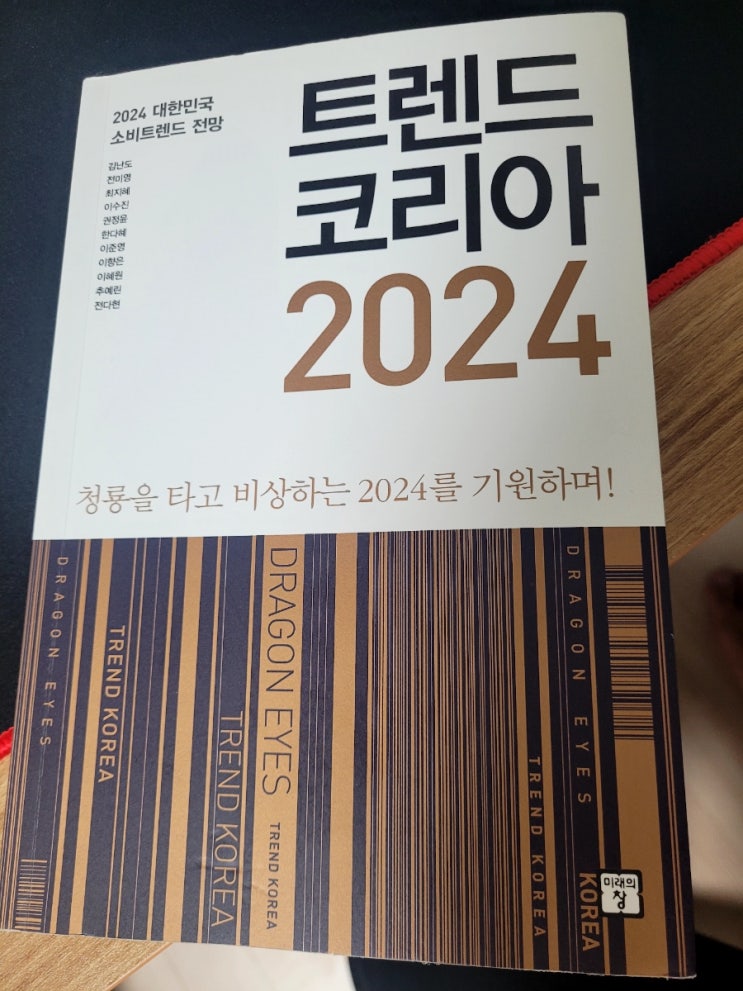 2024 대한민국
소비트렌드 전망
김난도
전미영
최지혜
이수진
권정윤
한다혜
이준영
이향은
이혜원
추예린
전다현
트렌드
코리아
2024
청룡을 타고 비상하는 2024를 기원하며!
DRAGON EYES
TREND KOREA
TREND KOREA
DRAGON EYES
TREND KOREA
TREND KOREA
DRAGON EYES
KOREA
미래의
창